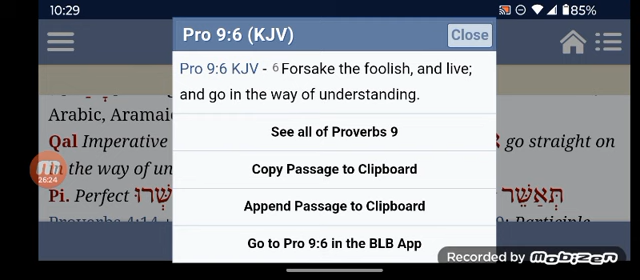 10:29
85%
Pro 9:6 (KJV)
Close
Pro 9:6 KJV - 6 Forsake the foolish, and live;
and go in the way of understanding.
See all of Proverbs 9
Copy Passage to Clipboard
Append Passage to Clipboard
Go to Pro 9:6 in the BLB App
Arabic, Aramai
Qal Imperative
go straight on
in the way of un
Pi. Perfect
תְּאַשֵּׁר
26:24
Recorded by mobizen